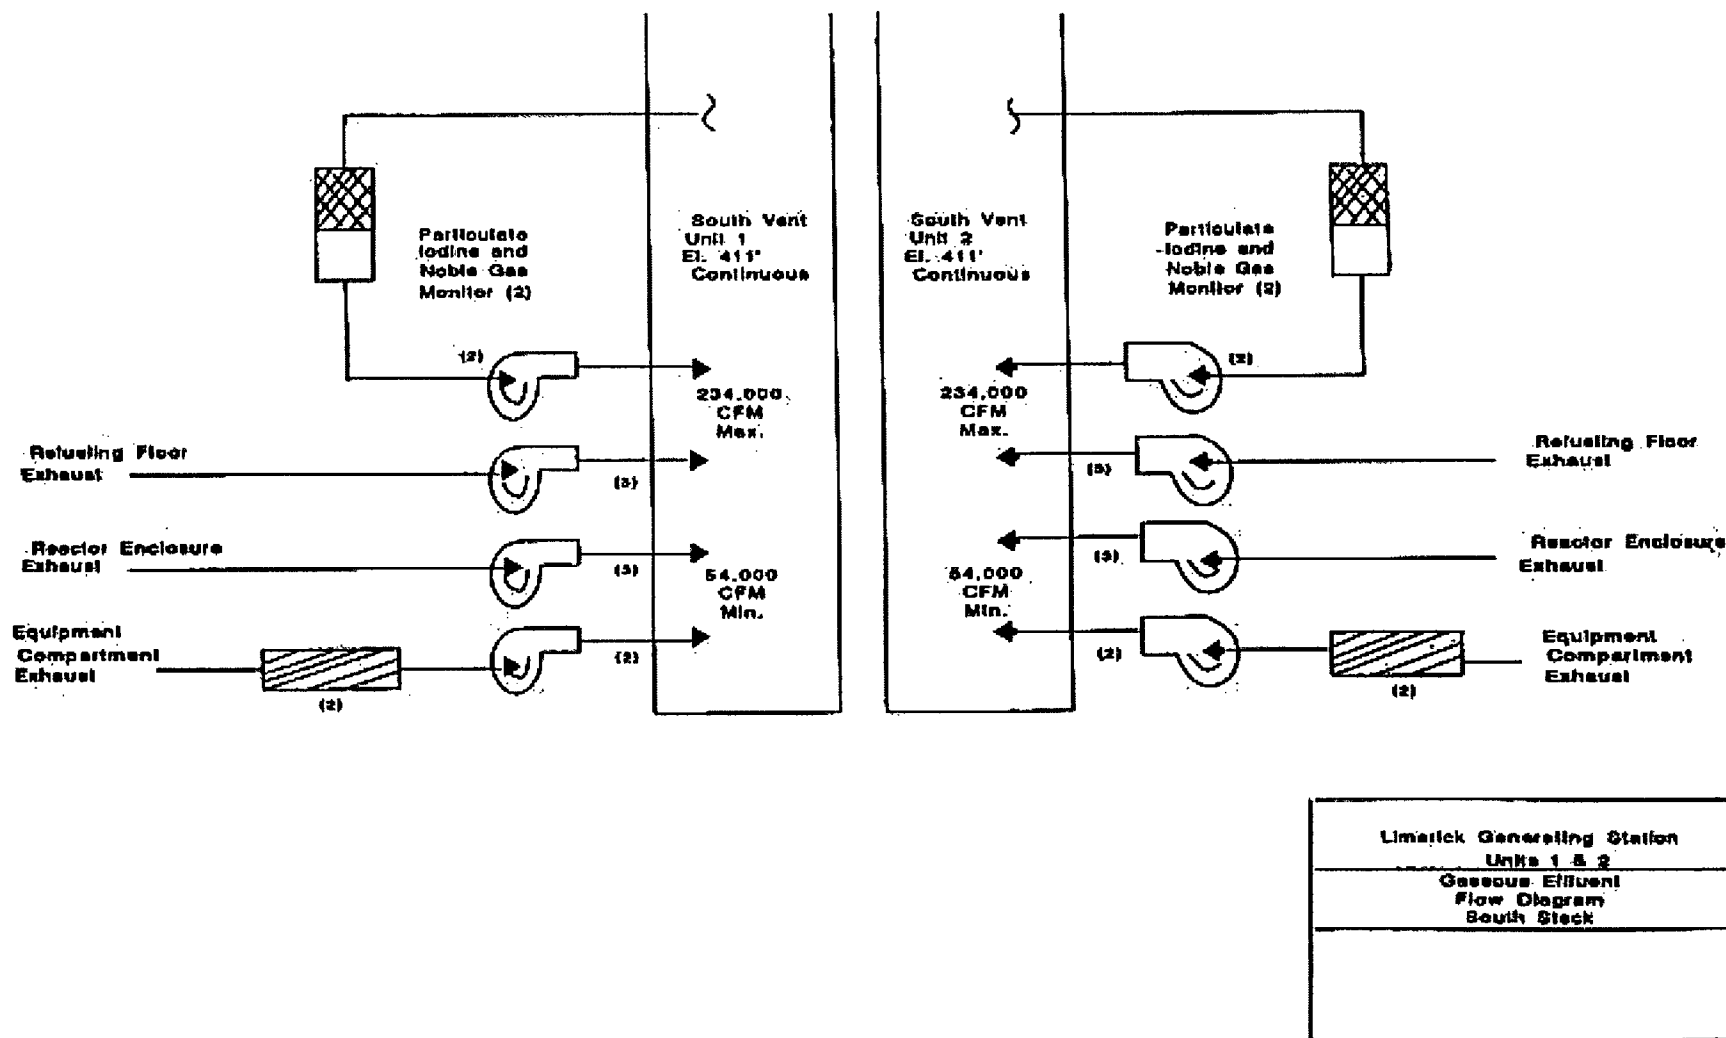 South Vent
Unit 1
El. 411'
Continuous
South Vent
Unit 2
El. 411'
Continuous
Particulate
Iodine and
Noble Gas
Monitor (2)
Particulate
Iodine and
Noble Gas
Monitor (2)
(2)
(2)
234,000
CFM
Max.
234,000
CFM
Max.
Refueling Floor
Exhaust
(3)
(3)
Refueling Floor
Exhaust
Reactor Enclosure
Exhaust
(3)
54,000
CFM
Min.
54,000
CFM
Min.
(3)
Reactor Enclosure
Exhaust
Equipment
Compartment
Exhaust
(2)
(2)
(2)
(2)
Equipment
Compartment
Exhaust
Limerick Generating Station
Units 1 & 2
Gaseous Effluent
Flow Diagram
South Stack